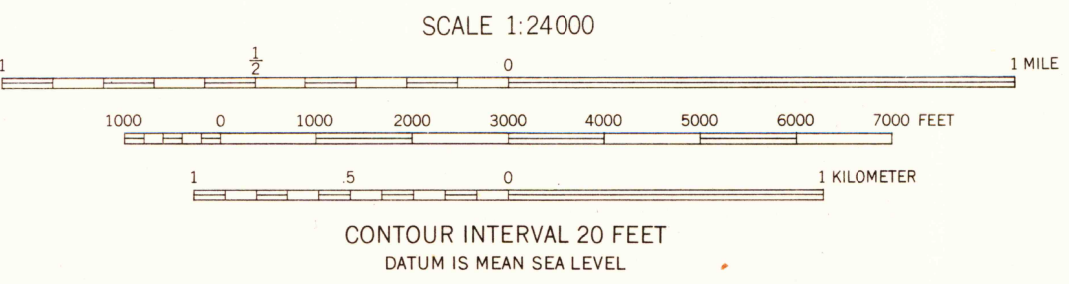 SCALE 1:24000
1 ½ 0 1 MILE
1000 0 1000 2000 3000 4000 5000 6000 7000 FEET
1 .5 0 1 KILOMETER
CONTOUR INTERVAL 20 FEET
DATUM IS MEAN SEA LEVEL